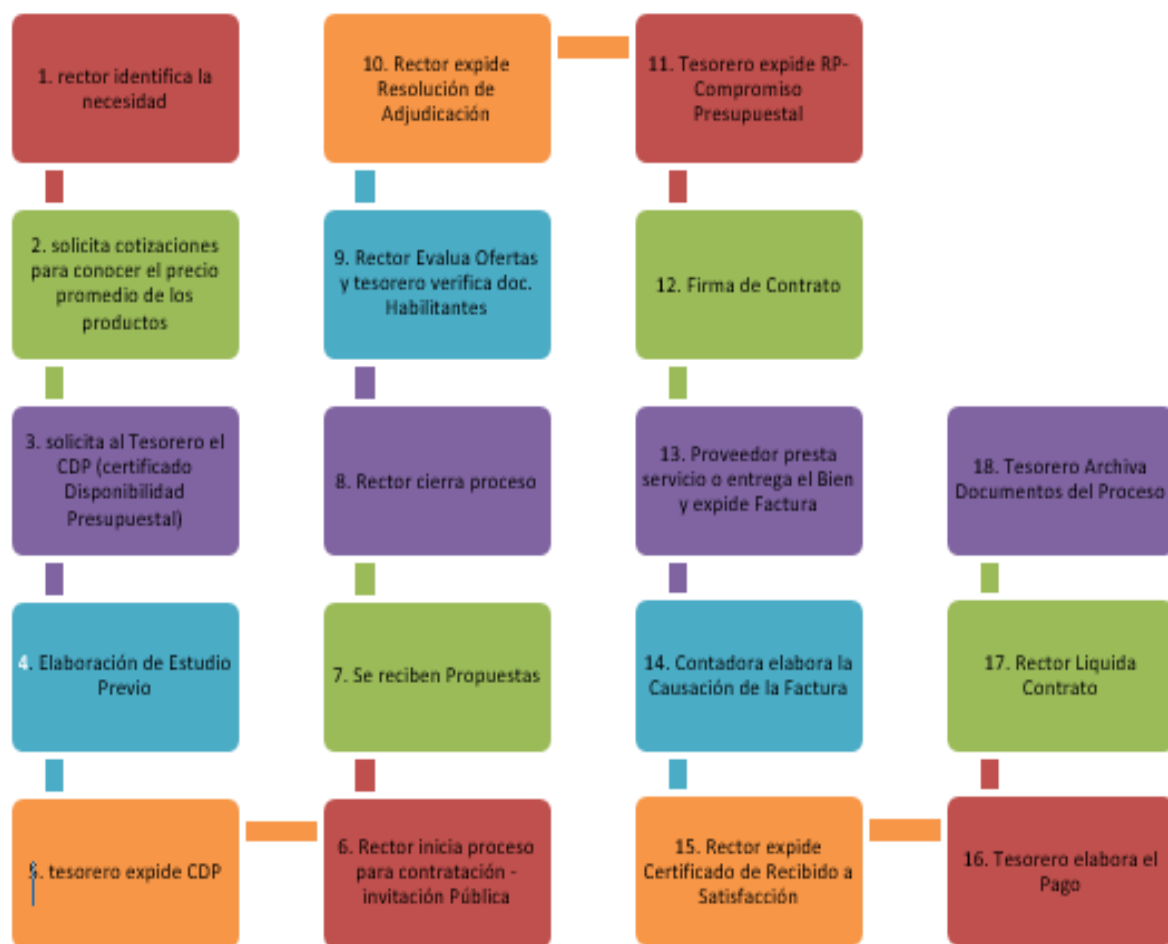 1. rector identifica la
necesidad
2. solicita cotizaciones
para conocer el precio
promedio de los
productos
3. solicita al Tesorero el
CDP (certificado
Disponibilidad
Presupuestal)
4. Elaboración de Estudio
Previo
5. tesorero expide CDP
6. Rector inicia proceso
para contratación -
invitación Pública
7. Se reciben Propuestas
8. Rector cierra proceso
9. Rector Evalua Ofertas
y tesorero verifica doc.
Habilitantes
10. Rector expide
Resolución de
Adjudicación
11. Tesorero expide RP-
Compromiso
Presupuestal
12. Firma de Contrato
13. Proveedor presta
servicio o entrega el Bien
y expide Factura
14. Contadora elabora la
Causación de la Factura
15. Rector expide
Certificado de Recibido a
Satisfacción
16. Tesorero elabora el
Pago
17. Rector Liquida
Contrato
18. Tesorero Archiva
Documentos del Proceso